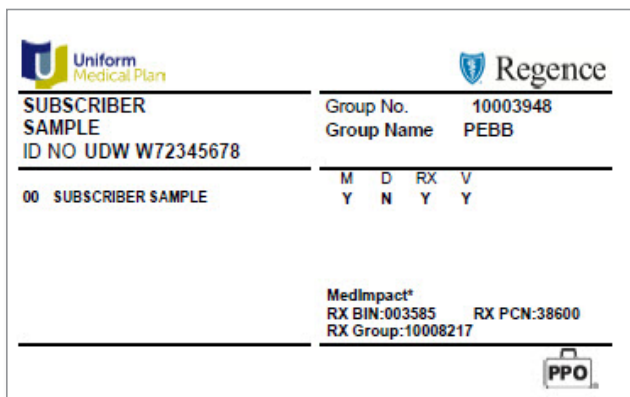 Uniform
Medical Plan
Regence
SUBSCRIBER
SAMPLE
ID NO UDW W72345678
Group No. 10003948
Group Name PEBB
M D RX V
Y N Y Y
00 SUBSCRIBER SAMPLE
MedImpact*
RX BIN:003585 RX PCN:38600
RX Group:10008217
PPO